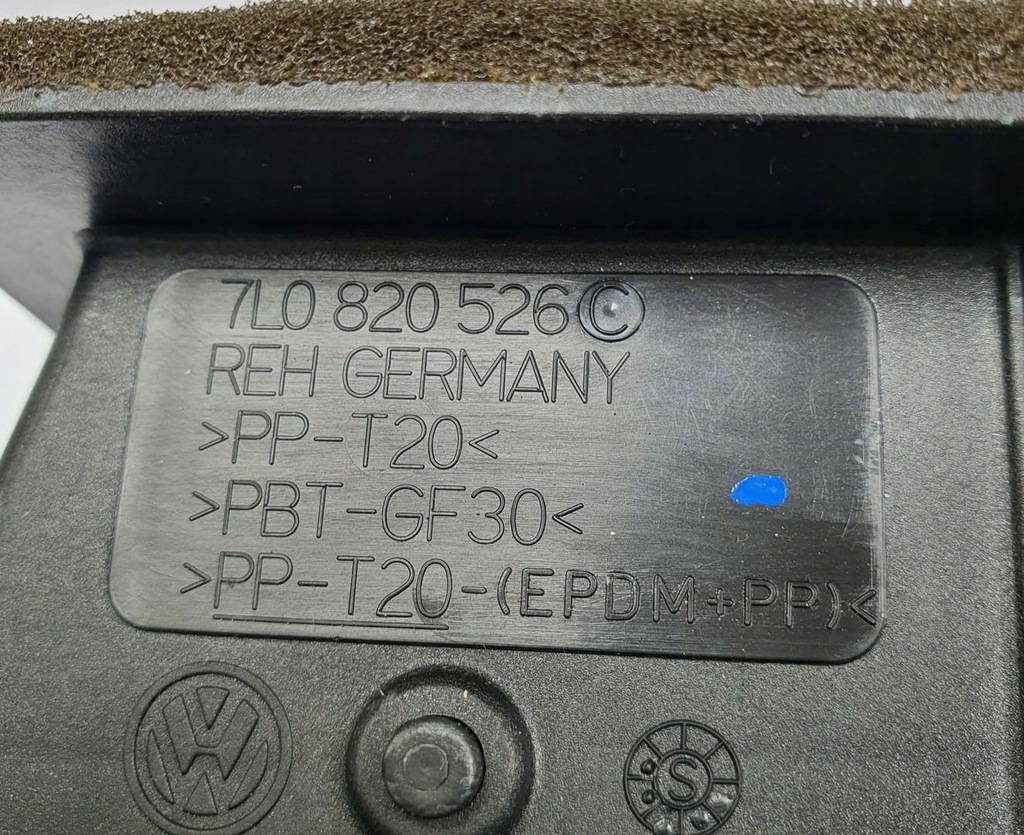 7L0 820 526 C
REH GERMANY
>PP-T20<
>PBT-GF30<
>PP-T20-(EPDM+PP)<
S